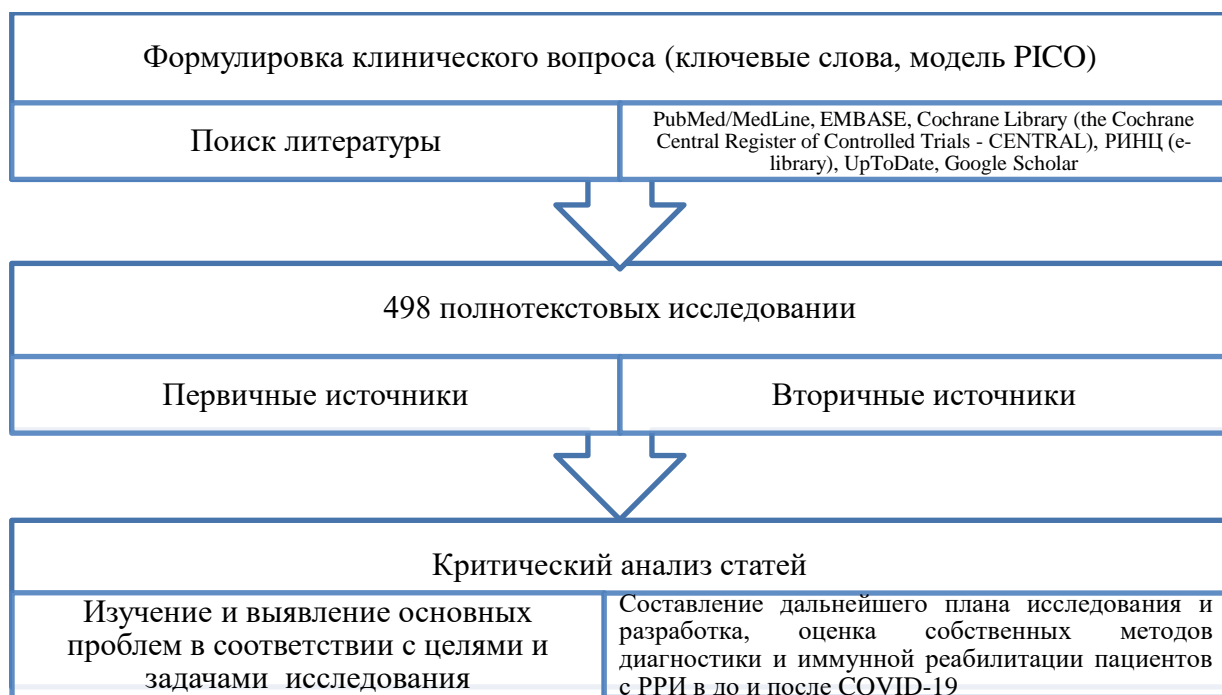 Формулировка клинического вопроса (ключевые слова, модель PICO)
Поиск литературы
PubMed/MedLine, EMBASE, Cochrane Library (the Cochrane
Central Register of Controlled Trials - CENTRAL), РИНЦ (e-
library), UpToDate, Google Scholar
498 полнотекстовых исследовании
Первичные источники
Вторичные источники
Критический анализ статей
Изучение и выявление основных
проблем в соответствии с целями и
задачами исследования
Составление дальнейшего плана исследования и
разработка, оценка собственных методов
диагностики и иммунной реабилитации пациентов
с РРИ в до и после COVID-19